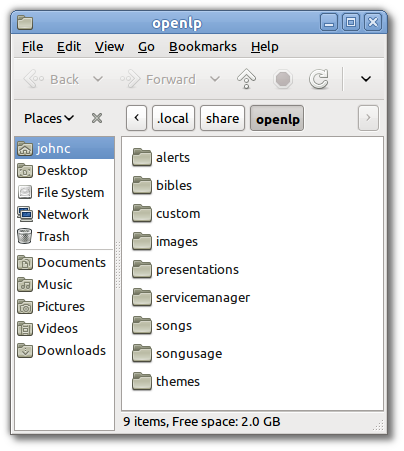 openlp
File Edit View Go Bookmarks Help
Back Forward
Places .local share openlp
johnc
Desktop
File System
Network
Trash
Documents
Music
Pictures
Videos
Downloads
alerts
bibles
custom
images
presentations
servicemanager
songs
songusage
themes
9 items, Free space: 2.0 GB